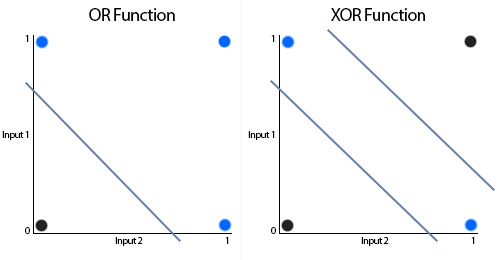 OR Function
1
Input 1
0
Input 2
1
XOR Function
1
Input 1
0
Input 2
1